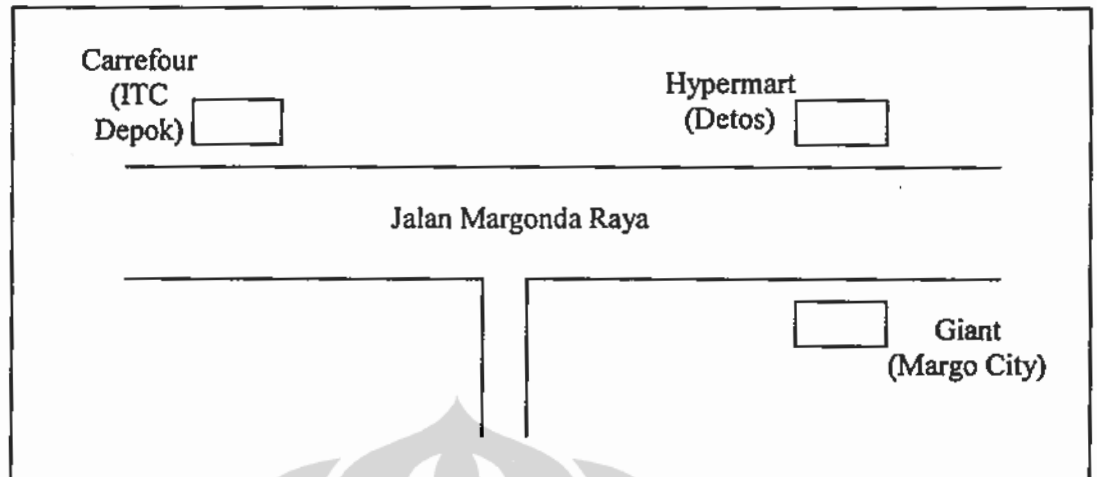 Carrefour
(ITC
Depok)
Hypermart
(Detos)
Jalan Margonda Raya
Giant
(Margo City)